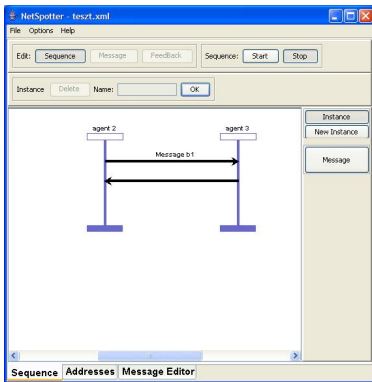 NetSpotter - teszt.xml
File Options Help
Edit: Sequence Message FeedBack Sequence: Start Stop
Instance Delete Name: OK
Instance
New Instance
Message
agent 2 agent 3
Message b1
Sequence Addresses Message Editor